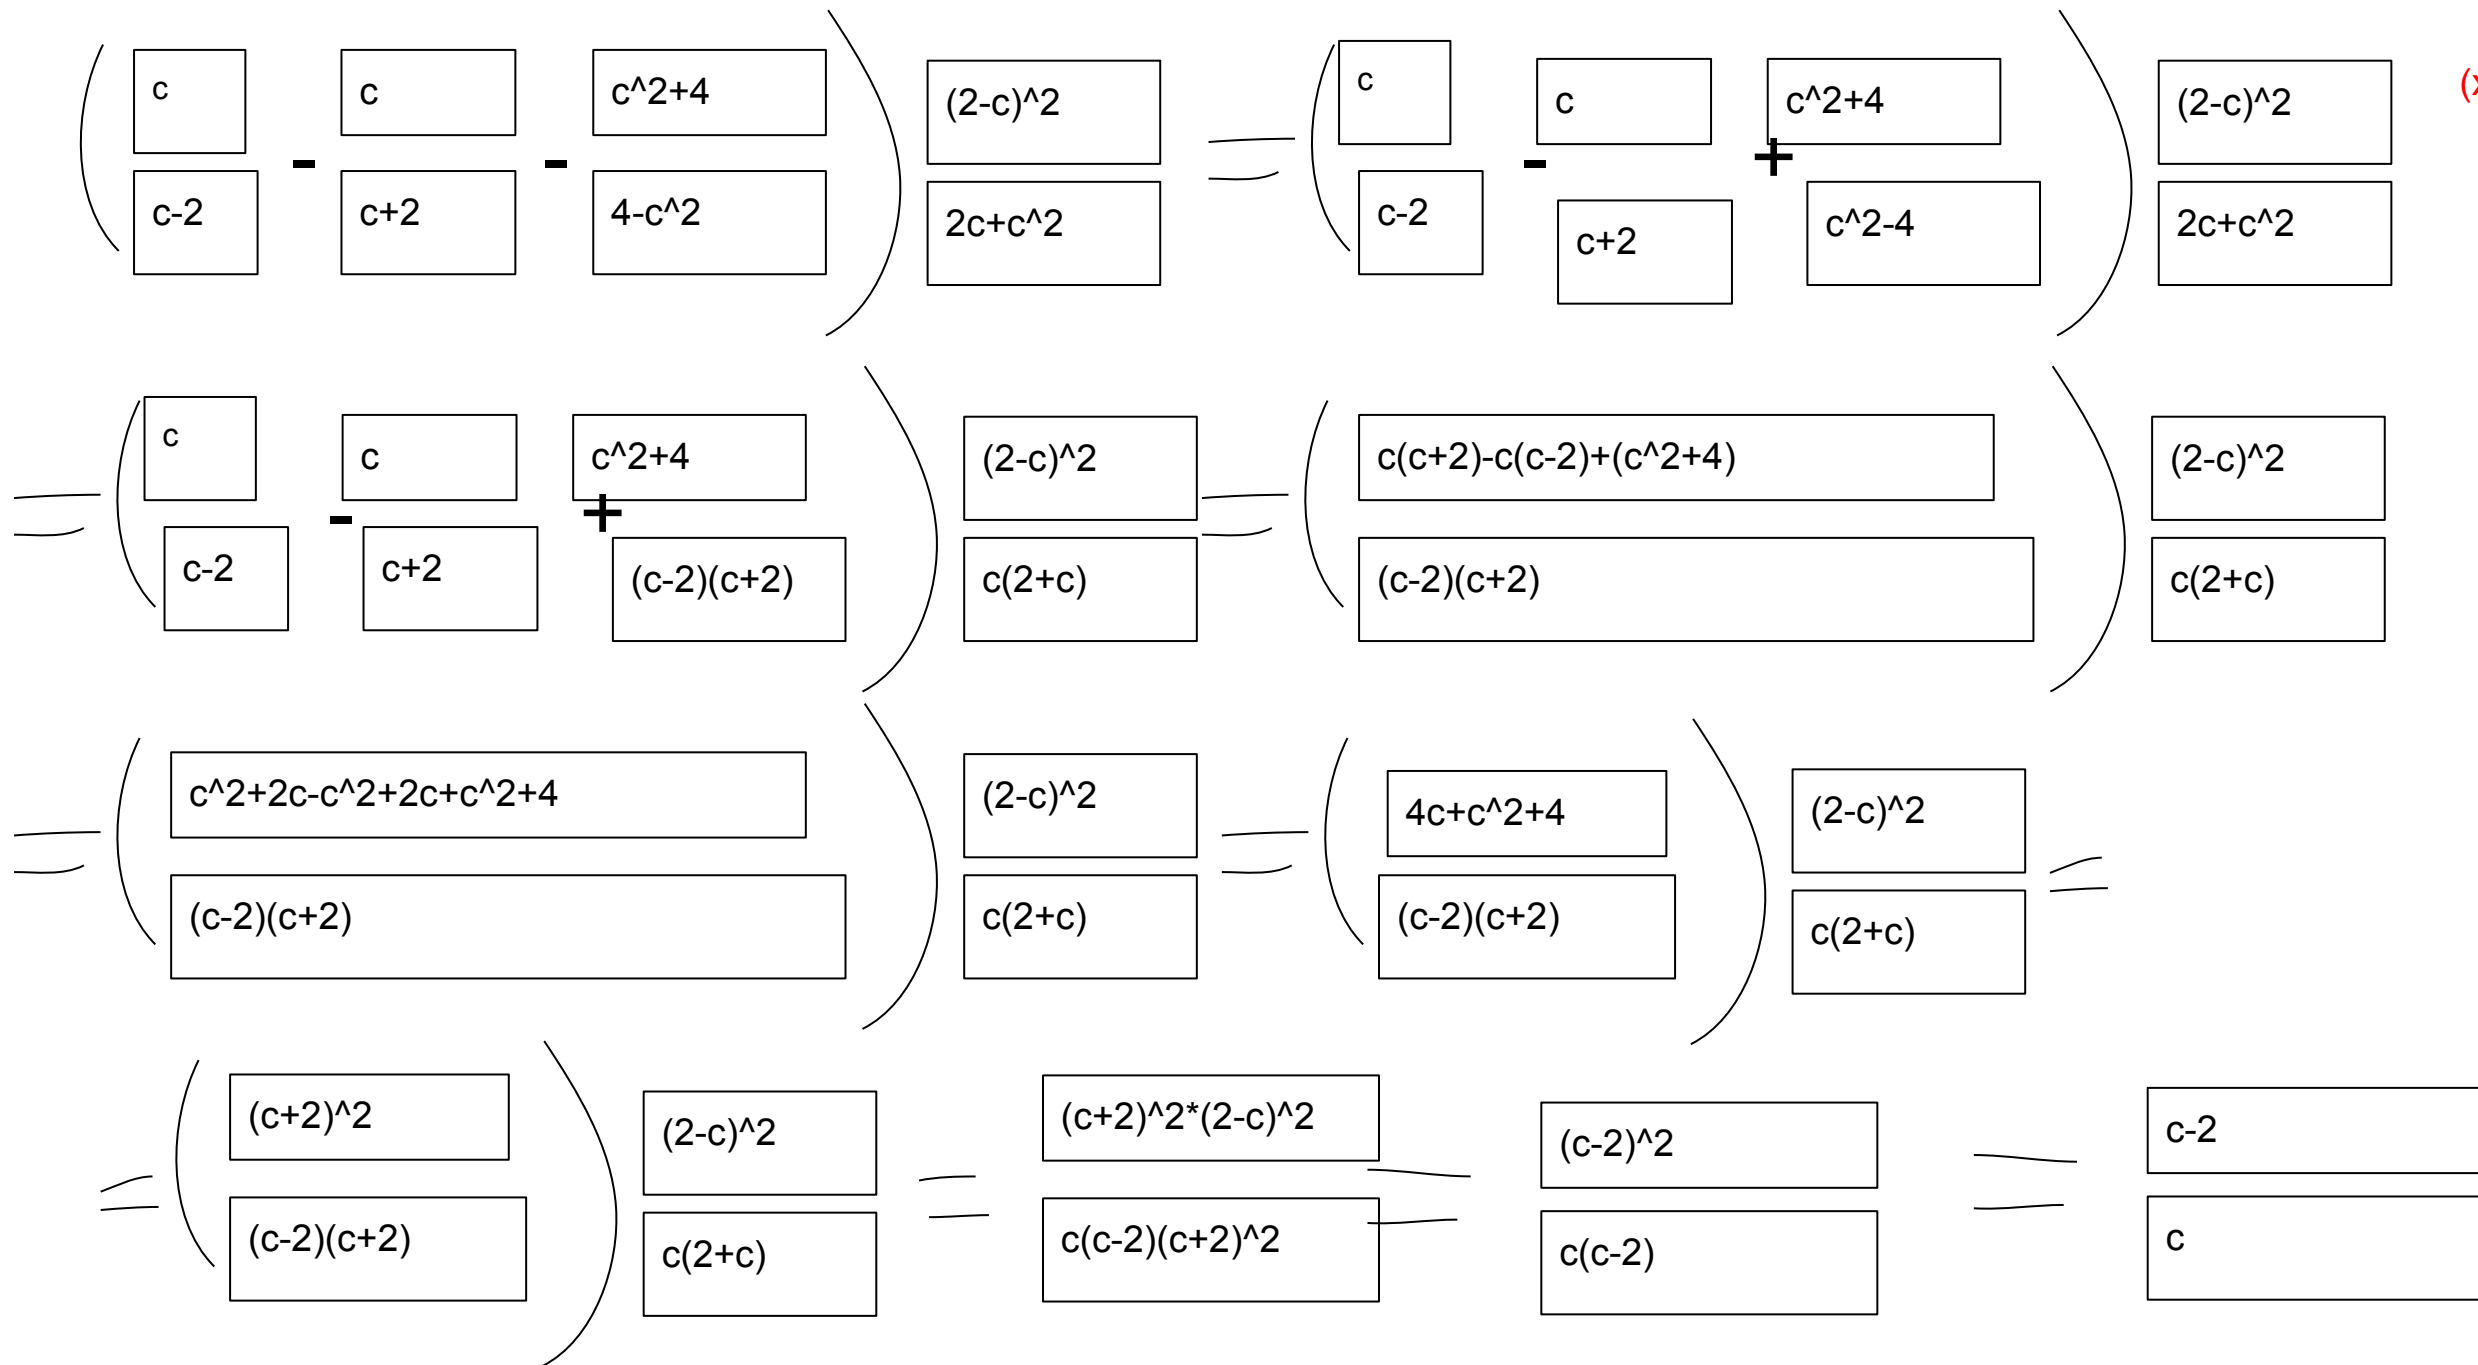 c c c^2+4 (2-c)^2 c c c^2+4 (2-c)^2 (x
- - = - +
c-2 c+2 4-c^2 2c+c^2 c-2 c+2 c^2-4 2c+c^2
c c c^2+4 (2-c)^2 c(c+2)-c(c-2)+(c^2+4) (2-c)^2
= - + =
c-2 c+2 (c-2)(c+2) c(2+c) (c-2)(c+2) c(2+c)
c^2+2c-c^2+2c+c^2+4 (2-c)^2 4c+c^2+4 (2-c)^2
= = =
(c-2)(c+2) c(2+c) (c-2)(c+2) c(2+c)
(c+2)^2 (2-c)^2 (c+2)^2*(2-c)^2 (c-2)^2 c-2
= = = =
(c-2)(c+2) c(2+c) c(c-2)(c+2)^2 c(c-2) c